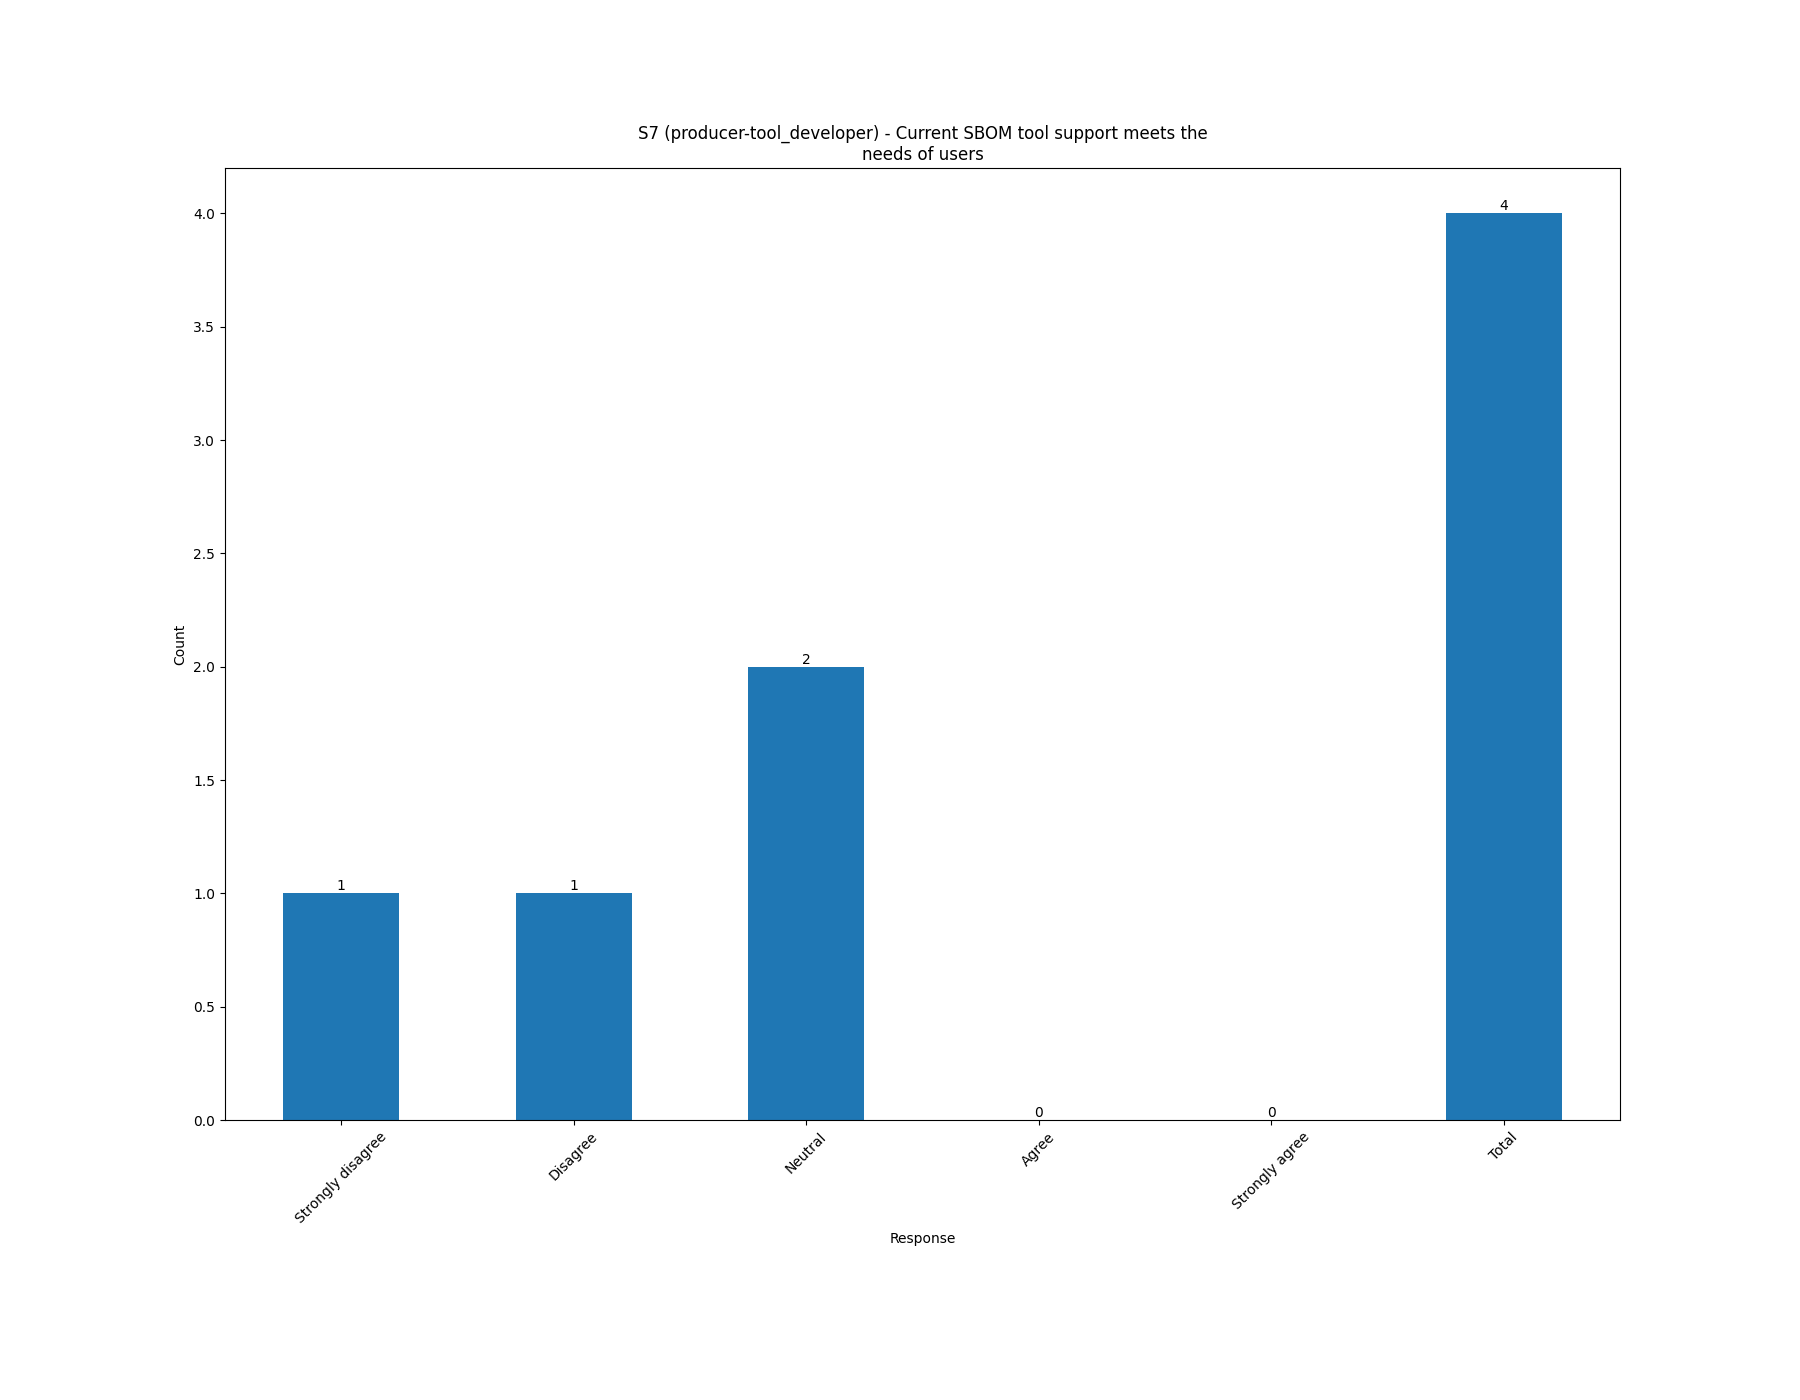 S7 (producer-tool_developer) - Current SBOM tool support meets the
needs of users
4.0
3.5
3.0
2.5
2.0
1.5
1.0
0.5
0.0
Count
1
1
2
0
0
4
Strongly disagree
Disagree
Neutral
Agree
Strongly agree
Total
Response